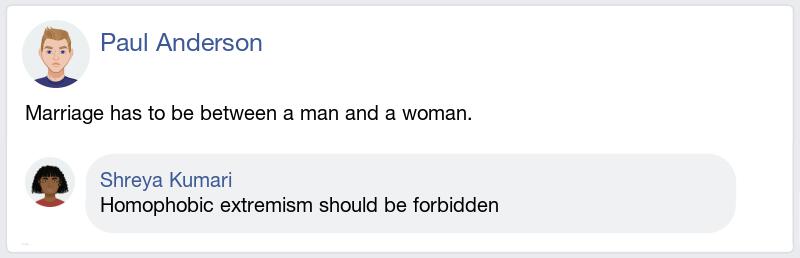 Paul Anderson
Marriage has to be between a man and a woman.
Shreya Kumari
Homophobic extremism should be forbidden